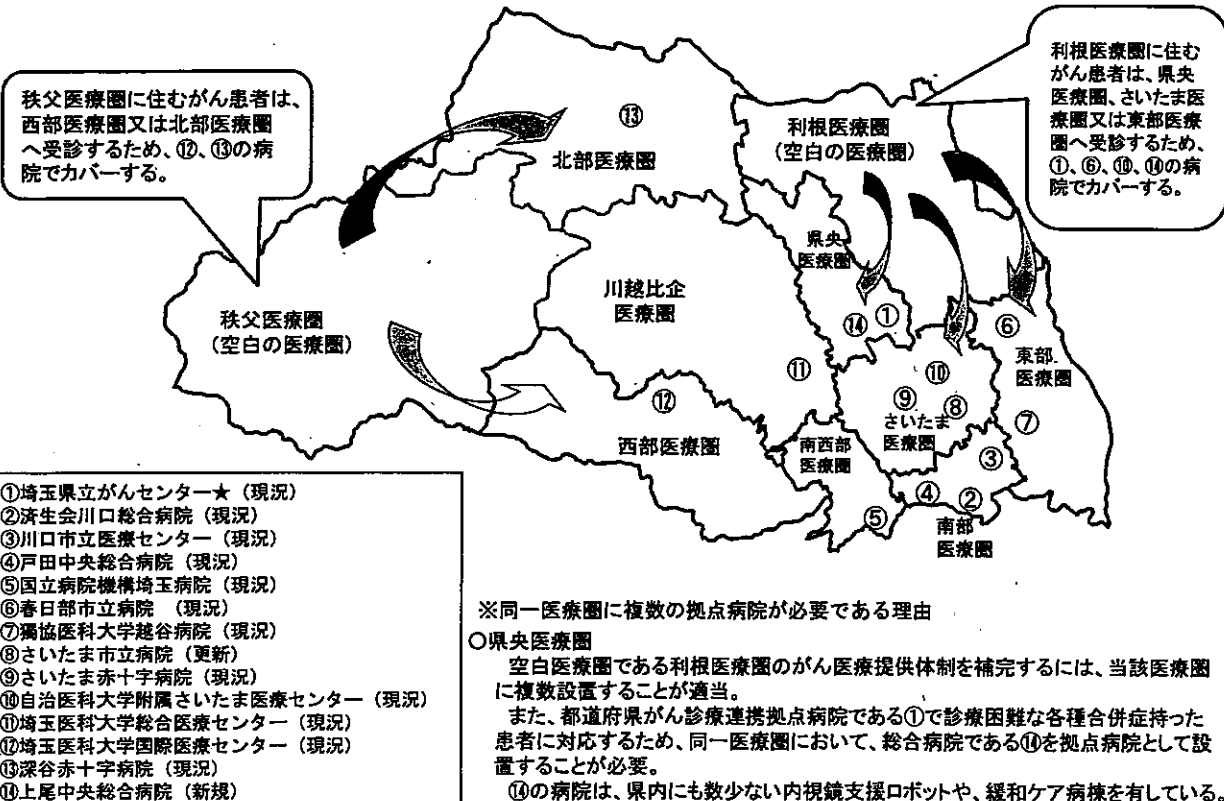 秩父医療圏に住むがん患者は、
西部医療圏又は北部医療圏
へ受診するため、⑫、⑬の病
院でカバーする。
利根医療圏に住む
がん患者は、県央
医療圏、さいたま医
療圏又は東部医療
圏へ受診するため、
①、⑥、⑩、⑭の病
院でカバーする。
⑬
北部医療圏
利根医療圏
(空白の医療圏)
県央
医療圏
川越比企
医療圏
秩父医療圏
(空白の医療圏)
⑭
①
⑥
東部
医療圏
⑪
⑩
⑨
⑧
さいたま
医療圏
⑦
⑫
西部医療圏
南西部
医療圏
③
④
②
⑤
南部
医療圏
①埼玉県立がんセンター★(現況)
②済生会川口総合病院(現況)
③川口市立医療センター(現況)
④戸田中央総合病院(現況)
⑤国立病院機構埼玉病院(現況)
⑥春日部市立病院 (現況)
⑦獨協医科大学越谷病院(現況)
⑧さいたま市立病院(更新)
⑨さいたま赤十字病院(現況)
⑩自治医科大学附属さいたま医療センター(現況)
⑪埼玉医科大学総合医療センター(現況)
⑫埼玉医科大学国際医療センター(現況)
⑬深谷赤十字病院(現況)
⑭上尾中央総合病院(新規)
※同一医療圏に複数の拠点病院が必要である理由
○県央医療圏
空白医療圏である利根医療圏のがん医療提供体制を補完するには、当該医療圏
に複数設置することが適当。
また、都道府県がん診療連携拠点病院である①で診療困難な各種合併症持った
患者に対応するため、同一医療圏において、総合病院である⑭を拠点病院として設
置することが必要。
⑭の病院は、県内にも数少ない内視鏡支援ロボットや、緩和ケア病棟を有している。